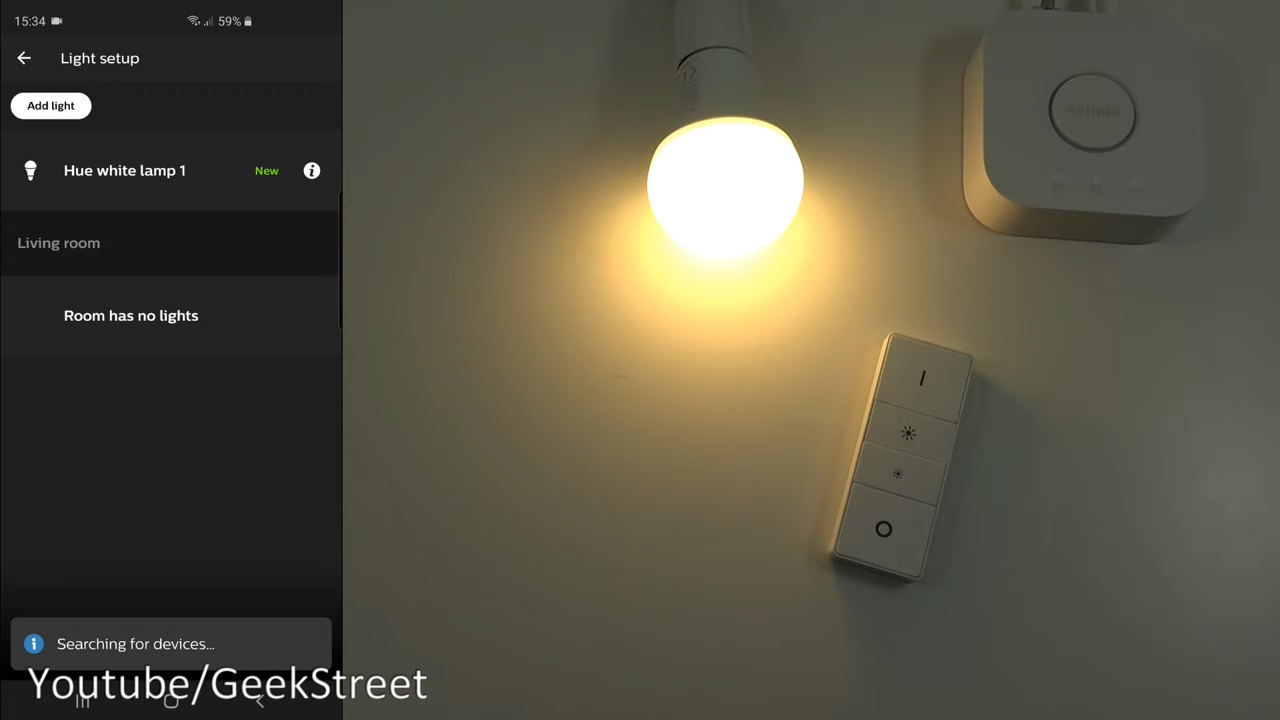 15:34
59%
Light setup
Add light
Hue white lamp 1
New
Living room
Room has no lights
Searching for devices...
Youtube/GeekStreet
PHILIPS